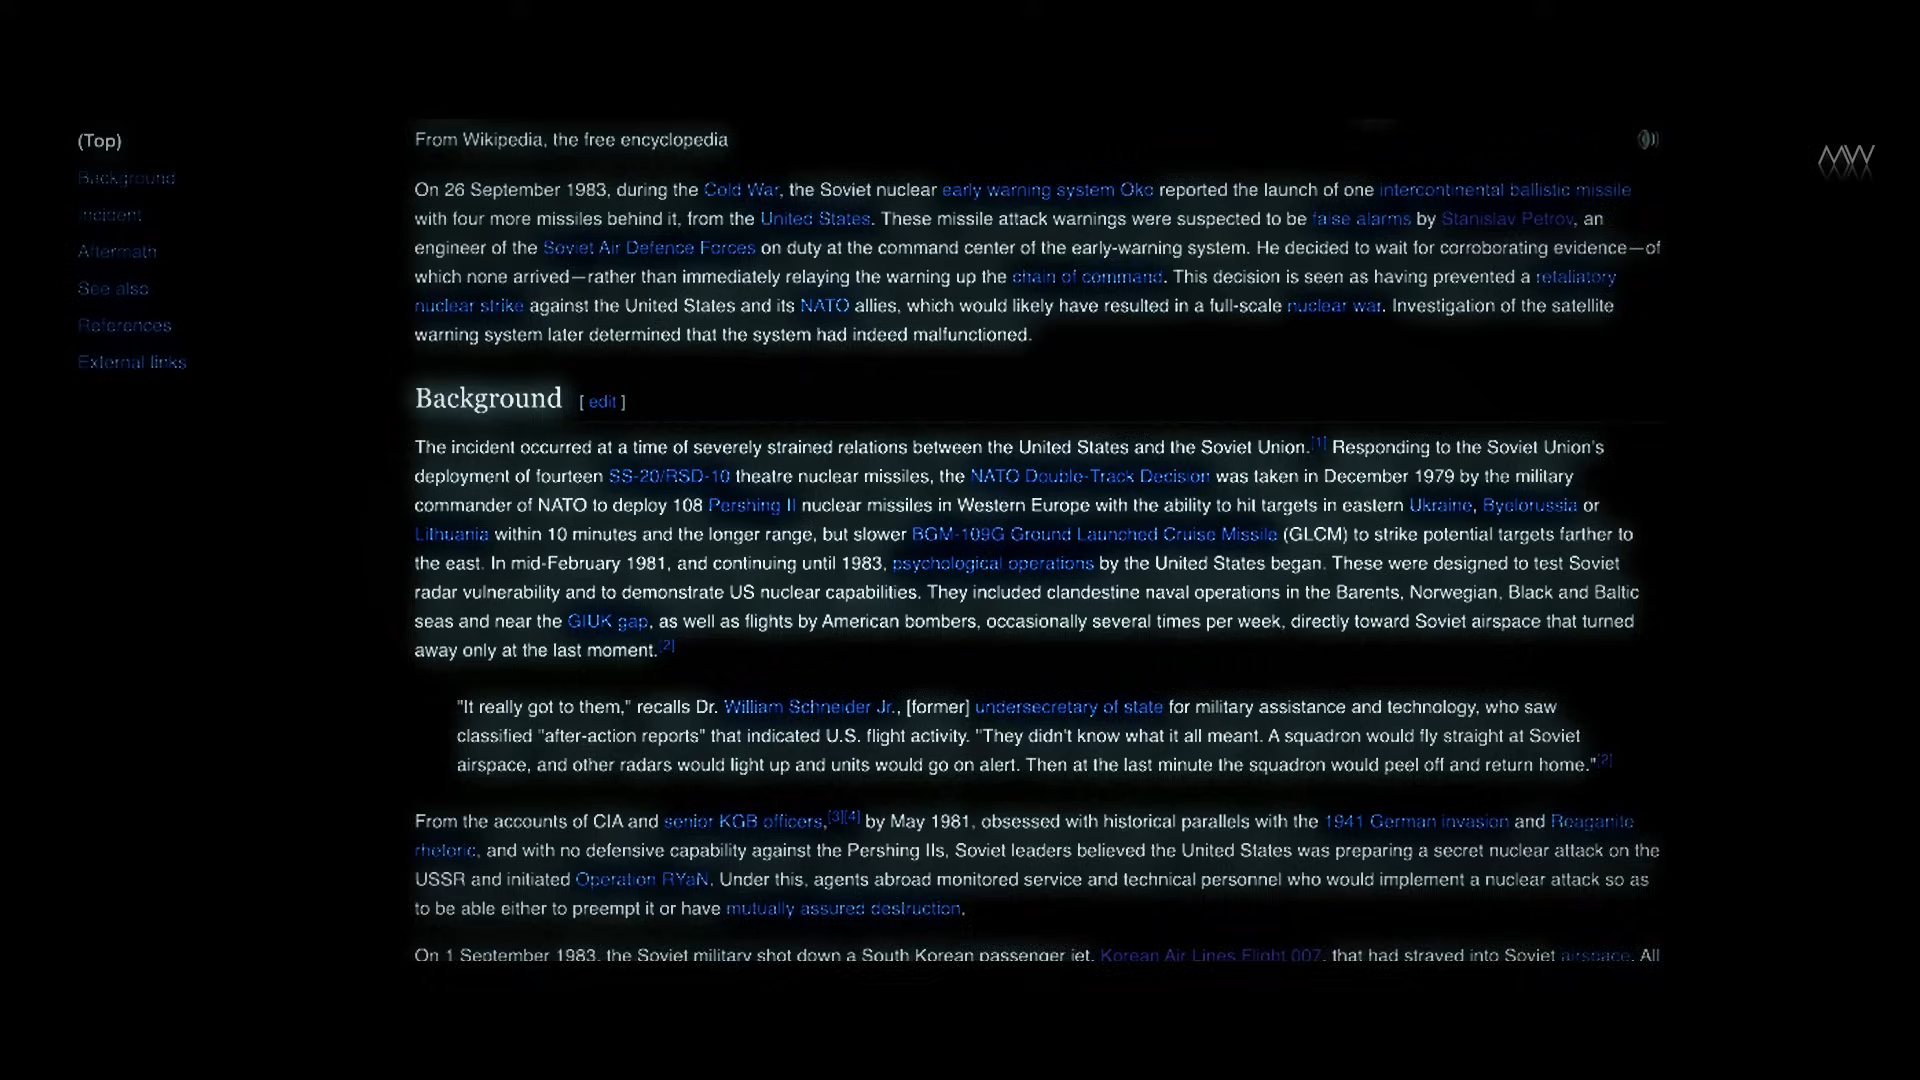 (Top)
Background
Incident
Aftermath
See also
References
External links
From Wikipedia, the free encyclopedia
On 26 September 1983, during the Cold War, the Soviet nuclear early warning system Oko reported the launch of one intercontinental ballistic missile
with four more missiles behind it, from the United States. These missile attack warnings were suspected to be false alarms by Stanislav Petrov, an
engineer of the Soviet Air Defence Forces on duty at the command center of the early-warning system. He decided to wait for corroborating evidence—of
which none arrived—rather than immediately relaying the warning up the chain of command. This decision is seen as having prevented a retaliatory
nuclear strike against the United States and its NATO allies, which would likely have resulted in a full-scale nuclear war. Investigation of the satellite
warning system later determined that the system had indeed malfunctioned.
Background [ edit ]
The incident occurred at a time of severely strained relations between the United States and the Soviet Union.[1] Responding to the Soviet Union's
deployment of fourteen SS-20/RSD-10 theatre nuclear missiles, the NATO Double-Track Decision was taken in December 1979 by the military
commander of NATO to deploy 108 Pershing II nuclear missiles in Western Europe with the ability to hit targets in eastern Ukraine, Byelorussia or
Lithuania within 10 minutes and the longer range, but slower BGM-109G Ground Launched Cruise Missile (GLCM) to strike potential targets farther to
the east. In mid-February 1981, and continuing until 1983, psychological operations by the United States began. These were designed to test Soviet
radar vulnerability and to demonstrate US nuclear capabilities. They included clandestine naval operations in the Barents, Norwegian, Black and Baltic
seas and near the GIUK gap, as well as flights by American bombers, occasionally several times per week, directly toward Soviet airspace that turned
away only at the last moment.[2]
"It really got to them," recalls Dr. William Schneider Jr., [former] undersecretary of state for military assistance and technology, who saw
classified "after-action reports" that indicated U.S. flight activity. "They didn't know what it all meant. A squadron would fly straight at Soviet
airspace, and other radars would light up and units would go on alert. Then at the last minute the squadron would peel off and return home."[2]
From the accounts of CIA and senior KGB officers,[3][4] by May 1981, obsessed with historical parallels with the 1941 German invasion and Reaganite
rhetoric, and with no defensive capability against the Pershing IIs, Soviet leaders believed the United States was preparing a secret nuclear attack on the
USSR and initiated Operation RYaN. Under this, agents abroad monitored service and technical personnel who would implement a nuclear attack so as
to be able either to preempt it or have mutually assured destruction.
On 1 September 1983, the Soviet military shot down a South Korean passenger jet, Korean Air Lines Flight 007, that had strayed into Soviet airspace. All
MW